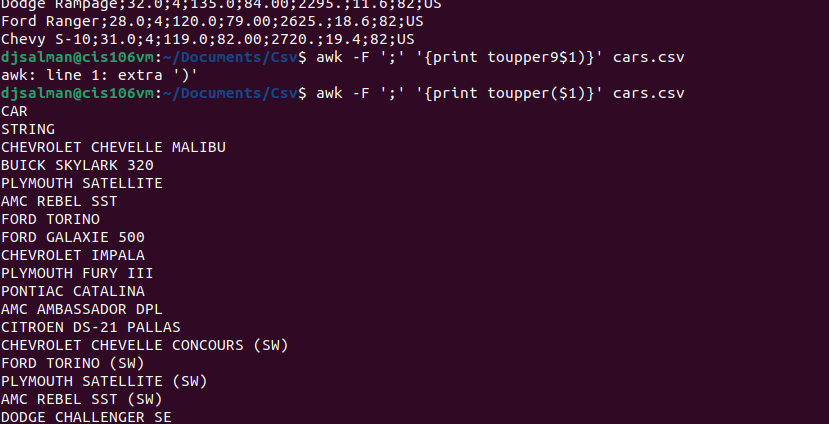 Dodge Rampage;32.0;4;135.0;84.00;2295.;11.6;82;US
Ford Ranger;28.0;4;120.0;79.00;2625.;18.6;82;US
Chevy S-10;31.0;4;119.0;82.00;2720.;19.4;82;US
djsalman@cis106vm:~/Documents/Csv$ awk -F ';' '{print toupper9$1)}' cars.csv
awk: line 1: extra ')'
djsalman@cis106vm:~/Documents/Csv$ awk -F ';' '{print toupper($1)}' cars.csv
CAR
STRING
CHEVROLET CHEVELLE MALIBU
BUICK SKYLARK 320
PLYMOUTH SATELLITE
AMC REBEL SST
FORD TORINO
FORD GALAXIE 500
CHEVROLET IMPALA
PLYMOUTH FURY III
PONTIAC CATALINA
AMC AMBASSADOR DPL
CITROEN DS-21 PALLAS
CHEVROLET CHEVELLE CONCOURS (SW)
FORD TORINO (SW)
PLYMOUTH SATELLITE (SW)
AMC REBEL SST (SW)
DODGE CHALLENGER SE